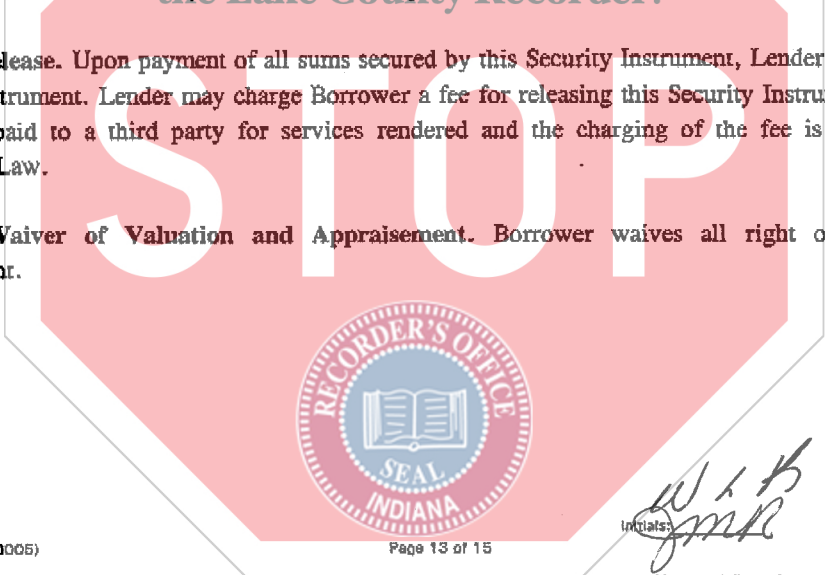 the Lake County Recorder!
lease. Upon payment of all sums secured by this Security Instrument, Lender
trument. Lender may charge Borrower a fee for releasing this Security Instru
paid to a third party for services rendered and the charging of the fee is
Law.
STOP
Waiver of Valuation and Appraisement. Borrower waives all right o
nt.
RECORDER'S OFFICE
SEAL
INDIANA
W L B
Initials: JMR
0005)
Page 13 of 15